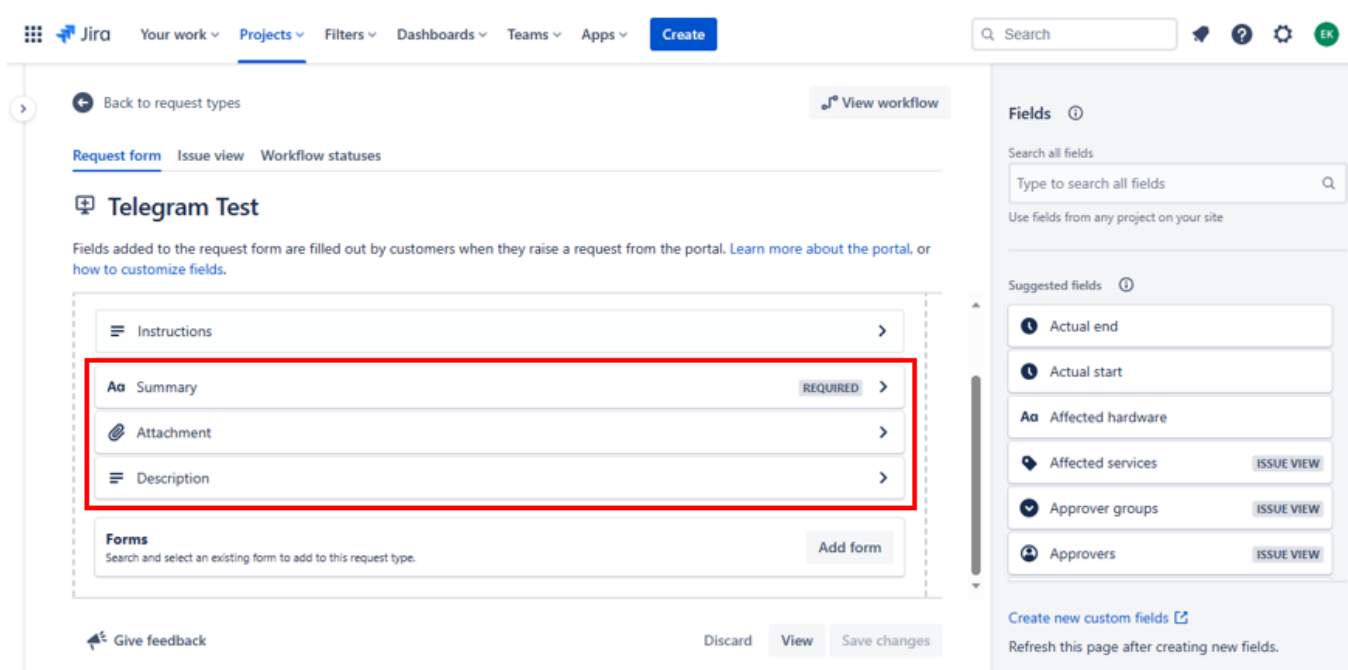 Jira Your work Projects Filters Dashboards Teams Apps Create Search EK
Back to request types View workflow
Request form Issue view Workflow statuses
Telegram Test
Fields added to the request form are filled out by customers when they raise a request from the portal. Learn more about the portal, or
how to customize fields.
Instructions
Aa Summary REQUIRED
Attachment
Description
Forms
Search and select an existing form to add to this request type.
Add form
Give feedback Discard View Save changes
Fields
Search all fields
Type to search all fields
Use fields from any project on your site
Suggested fields
Actual end
Actual start
Aa Affected hardware
Affected services ISSUE VIEW
Approver groups ISSUE VIEW
Approvers ISSUE VIEW
Create new custom fields
Refresh this page after creating new fields.